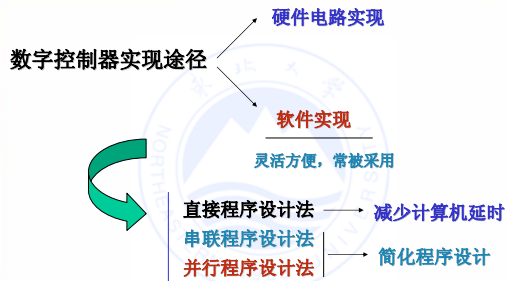 硬件电路实现
数字控制器实现途径
软件实现
灵活方便，常被采用
直接程序设计法
减少计算机延时
串联程序设计法
简化程序设计
并行程序设计法